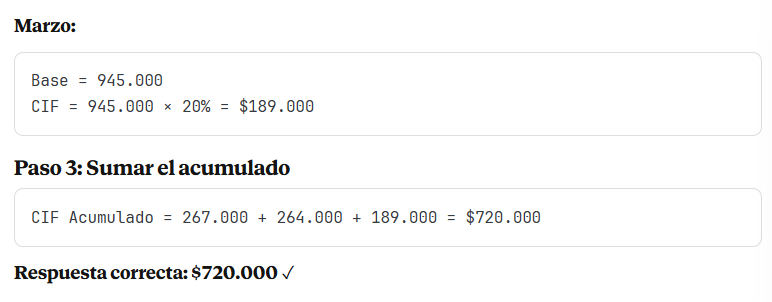 Marzo:
Base = 945.000
CIF = 945.000 × 20% = $189.000
Paso 3: Sumar el acumulado
CIF Acumulado = 267.000 + 264.000 + 189.000 = $720.000
Respuesta correcta: $720.000 ✓